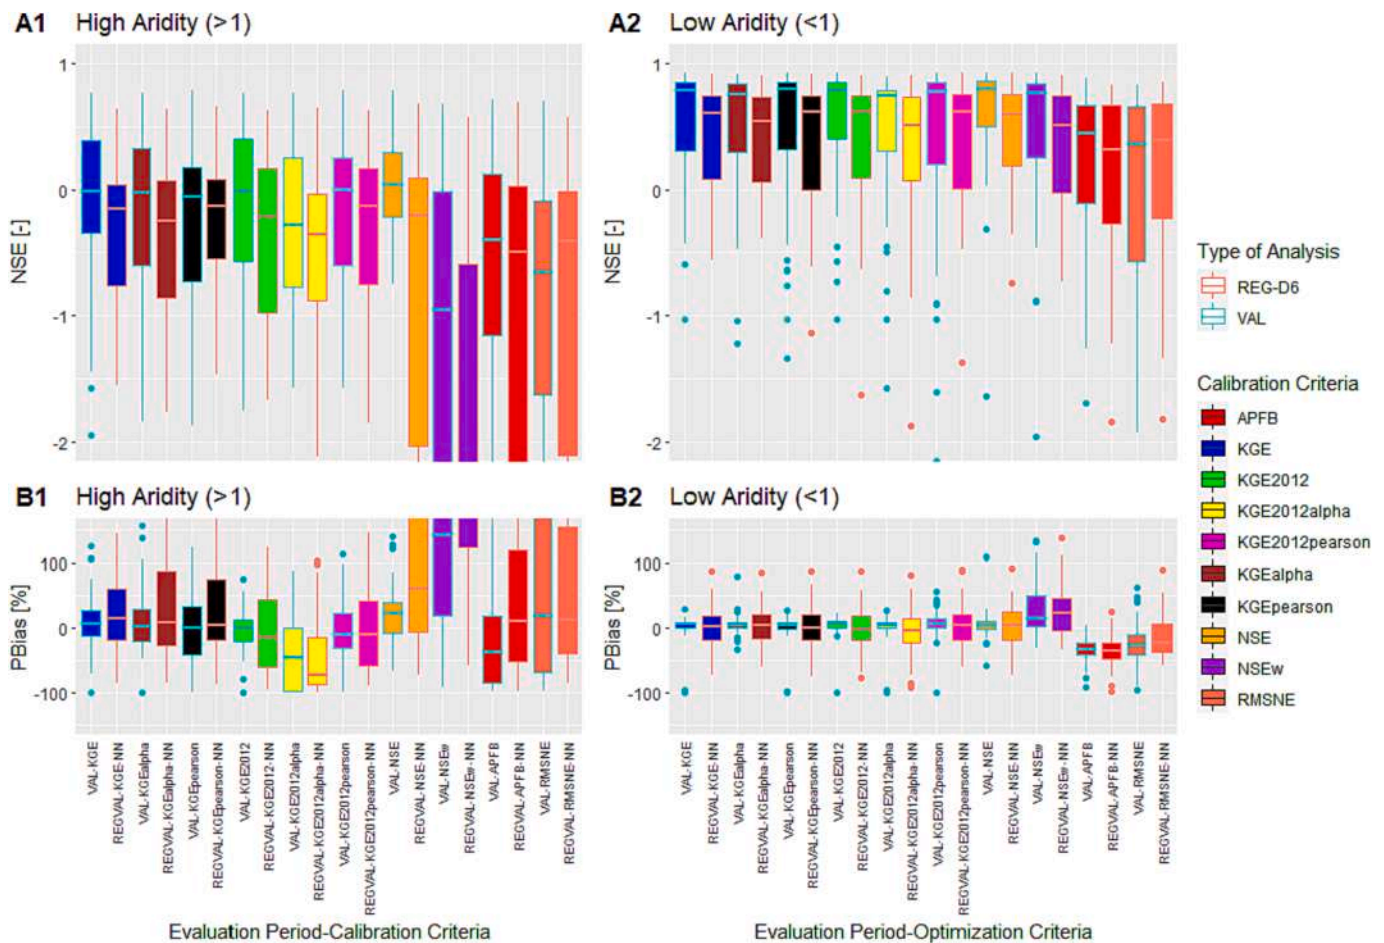 A1 High Aridity (>1)
A2 Low Aridity (<1)
1
0
-1
-2
NSE [-]
1
0
-1
-2
NSE [-]
B1 High Aridity (>1)
B2 Low Aridity (<1)
100
0
-100
PBias [%]
100
0
-100
PBias [%]
VAL-KGE
REGVAL-KGE-NN
VAL-KGEalpha
REGVAL-KGEalpha-NN
VAL-KGEpearson
REGVAL-KGEpearson-NN
VAL-KGE2012
REGVAL-KGE2012-NN
VAL-KGE2012alpha
REGVAL-KGE2012alpha-NN
VAL-KGE2012pearson
REGVAL-KGE2012pearson-NN
VAL-NSE
REGVAL-NSE-NN
VAL-NSEw
REGVAL-NSEw-NN
VAL-APFB
REGVAL-APFB-NN
VAL-RMSNE
REGVAL-RMSNE-NN
Evaluation Period-Calibration Criteria
VAL-KGE
REGVAL-KGE-NN
VAL-KGEalpha
REGVAL-KGEalpha-NN
VAL-KGEpearson
REGVAL-KGEpearson-NN
VAL-KGE2012
REGVAL-KGE2012-NN
VAL-KGE2012alpha
REGVAL-KGE2012alpha-NN
VAL-KGE2012pearson
REGVAL-KGE2012pearson-NN
VAL-NSE
REGVAL-NSE-NN
VAL-NSEw
REGVAL-NSEw-NN
VAL-APFB
REGVAL-APFB-NN
VAL-RMSNE
REGVAL-RMSNE-NN
Evaluation Period-Optimization Criteria
Type of Analysis
REG-D6
VAL
Calibration Criteria
APFB
KGE
KGE2012
KGE2012alpha
KGE2012pearson
KGEalpha
KGEpearson
NSE
NSEw
RMSNE